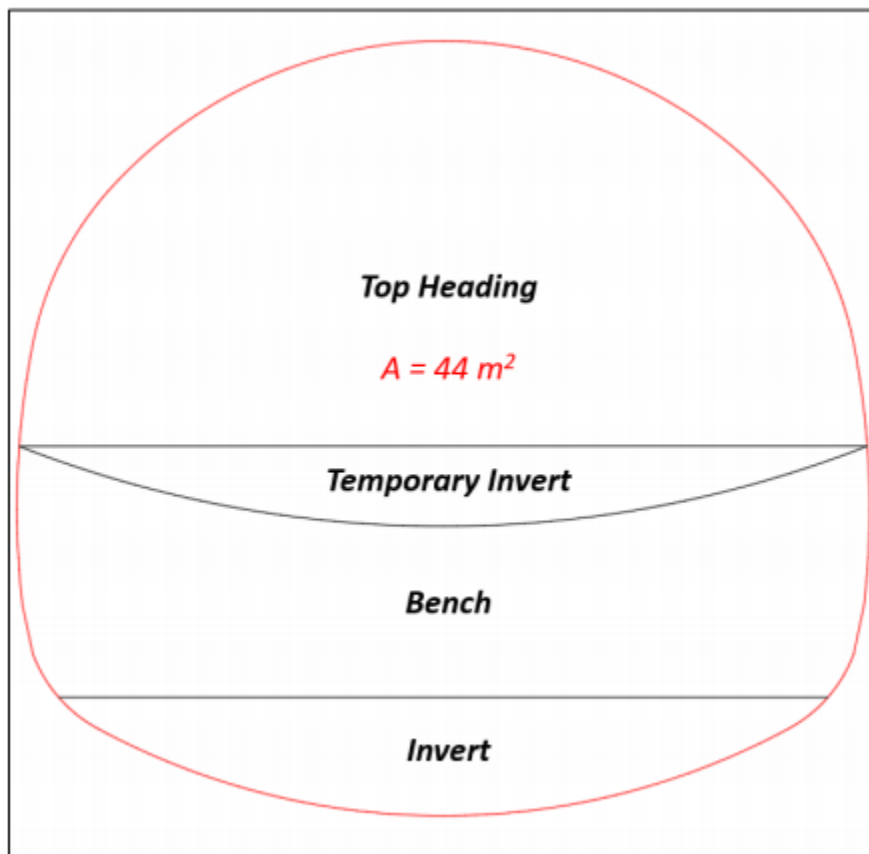 Top Heading
A = 44 m²
Temporary Invert
Bench
Invert